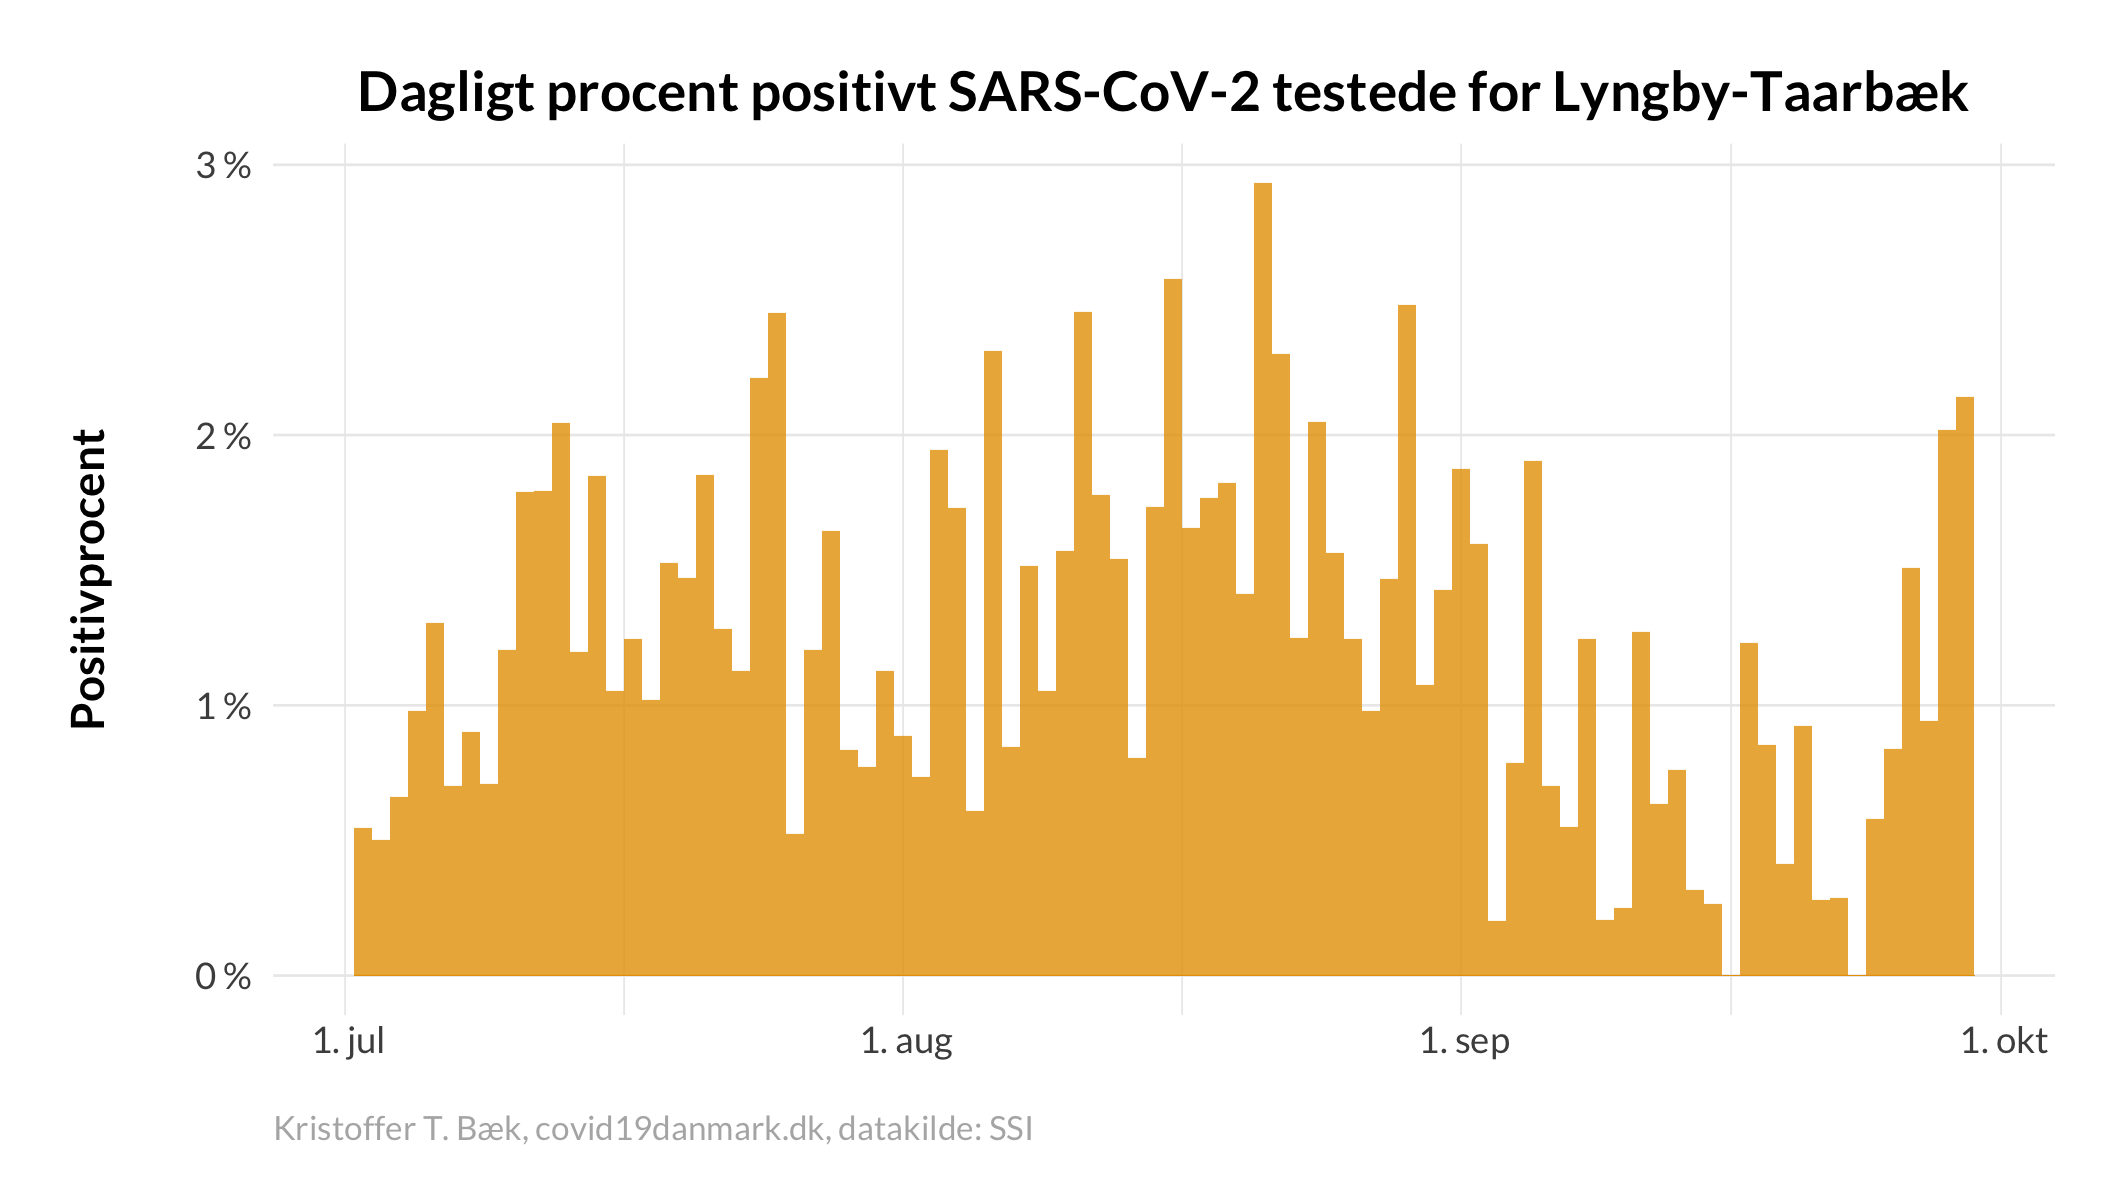 Dagligt procent positivt SARS-CoV-2 testede for Lyngby-Taarbæk
Positivprocent
3 %
2 %
1 %
0 %
1. jul
1. aug
1. sep
1. okt
Kristoffer T. Bæk, covid19danmark.dk, datakilde: SSI